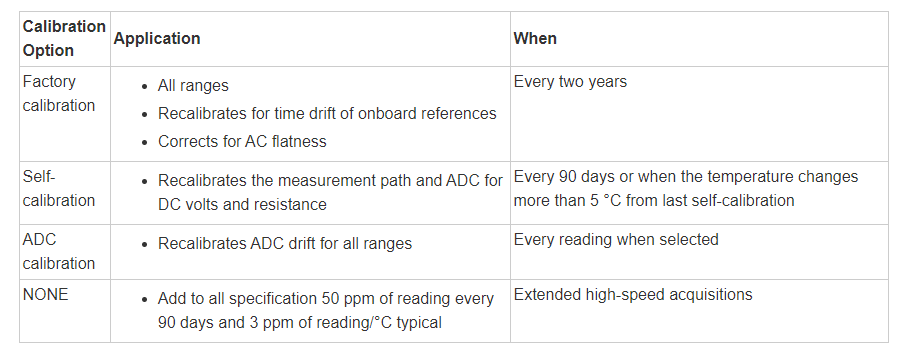 Calibration Option
Application
When
Factory calibration
• All ranges
• Recalibrates for time drift of onboard references
• Corrects for AC flatness
Every two years
Self-calibration
• Recalibrates the measurement path and ADC for
DC volts and resistance
Every 90 days or when the temperature changes
more than 5 °C from last self-calibration
ADC calibration
• Recalibrates ADC drift for all ranges
Every reading when selected
NONE
• Add to all specification 50 ppm of reading every
90 days and 3 ppm of reading/°C typical
Extended high-speed acquisitions